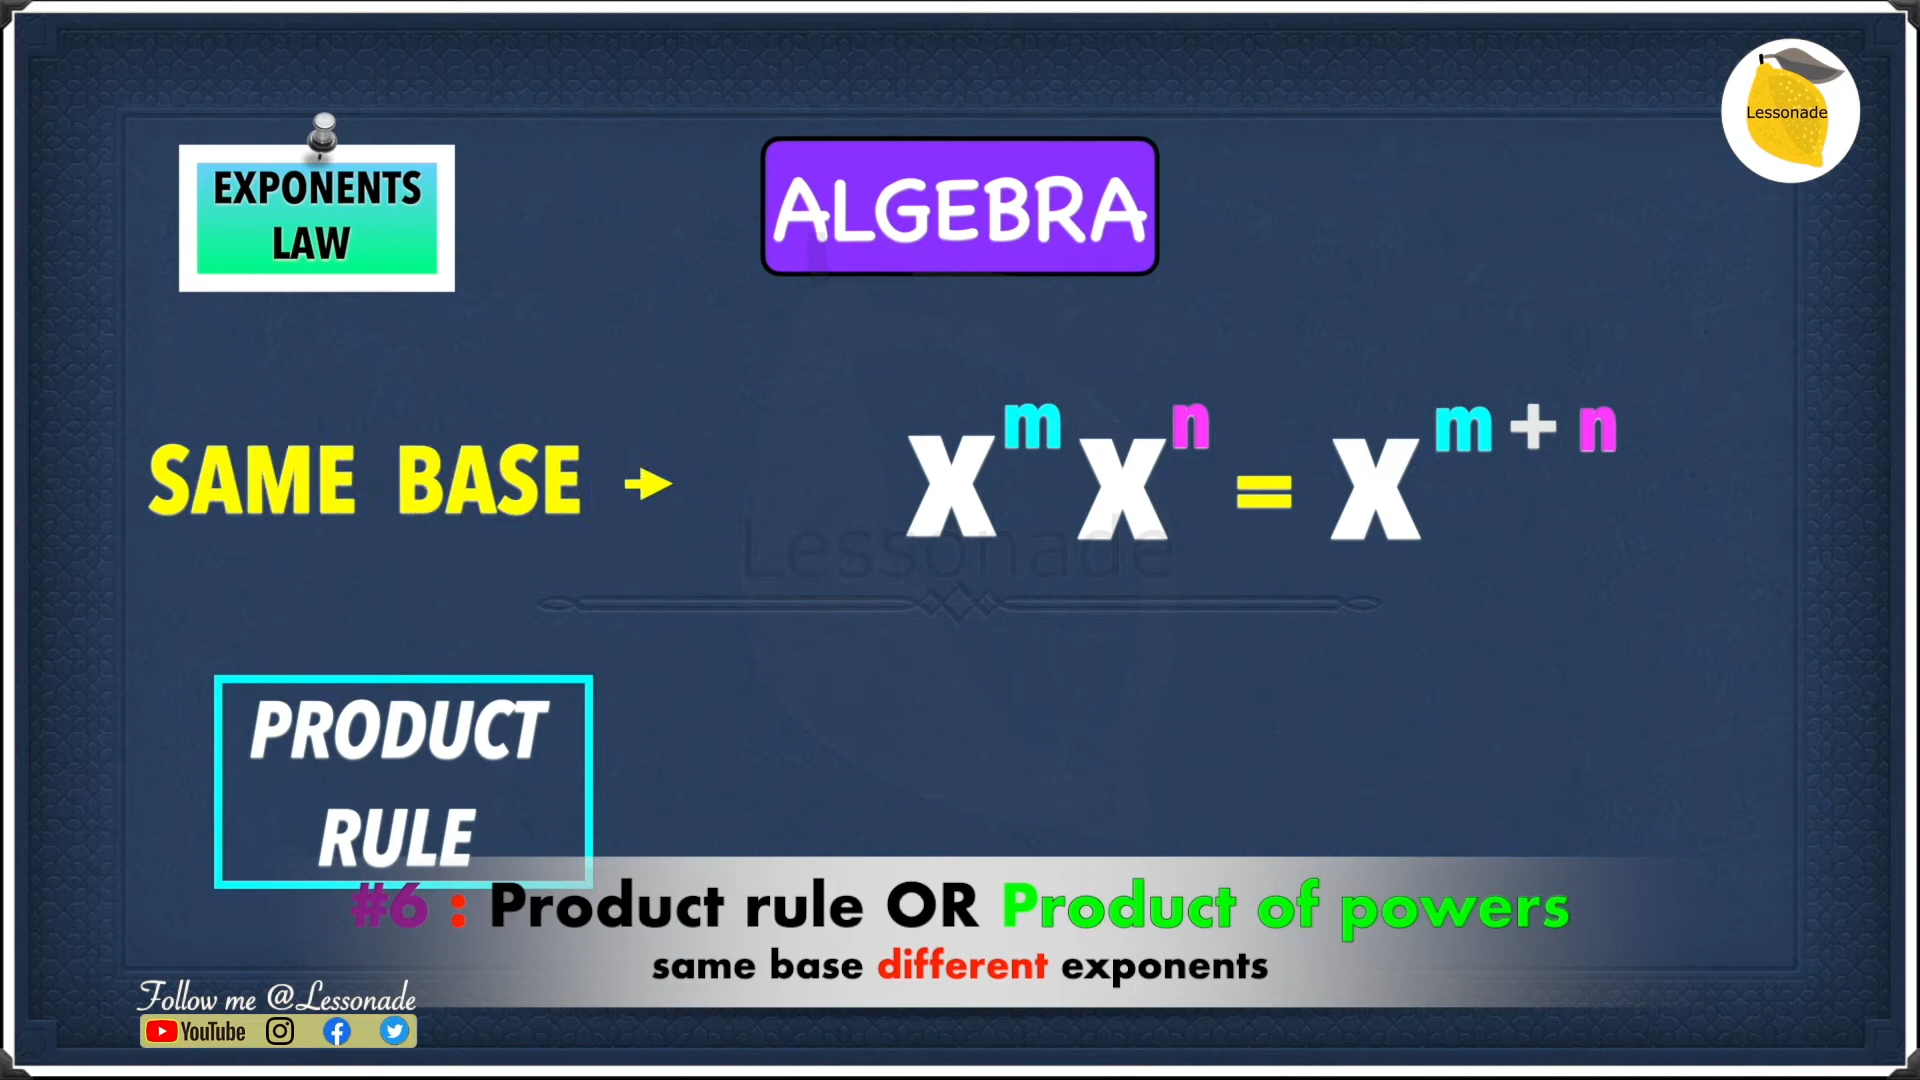 EXPONENTS
LAW
ALGEBRA
Lessonade
SAME BASE → x^m x^n = x^{m + n}
Lessonade
PRODUCT
RULE
#6 : Product rule OR Product of powers
same base different exponents
Follow me @Lessonade
YouTube